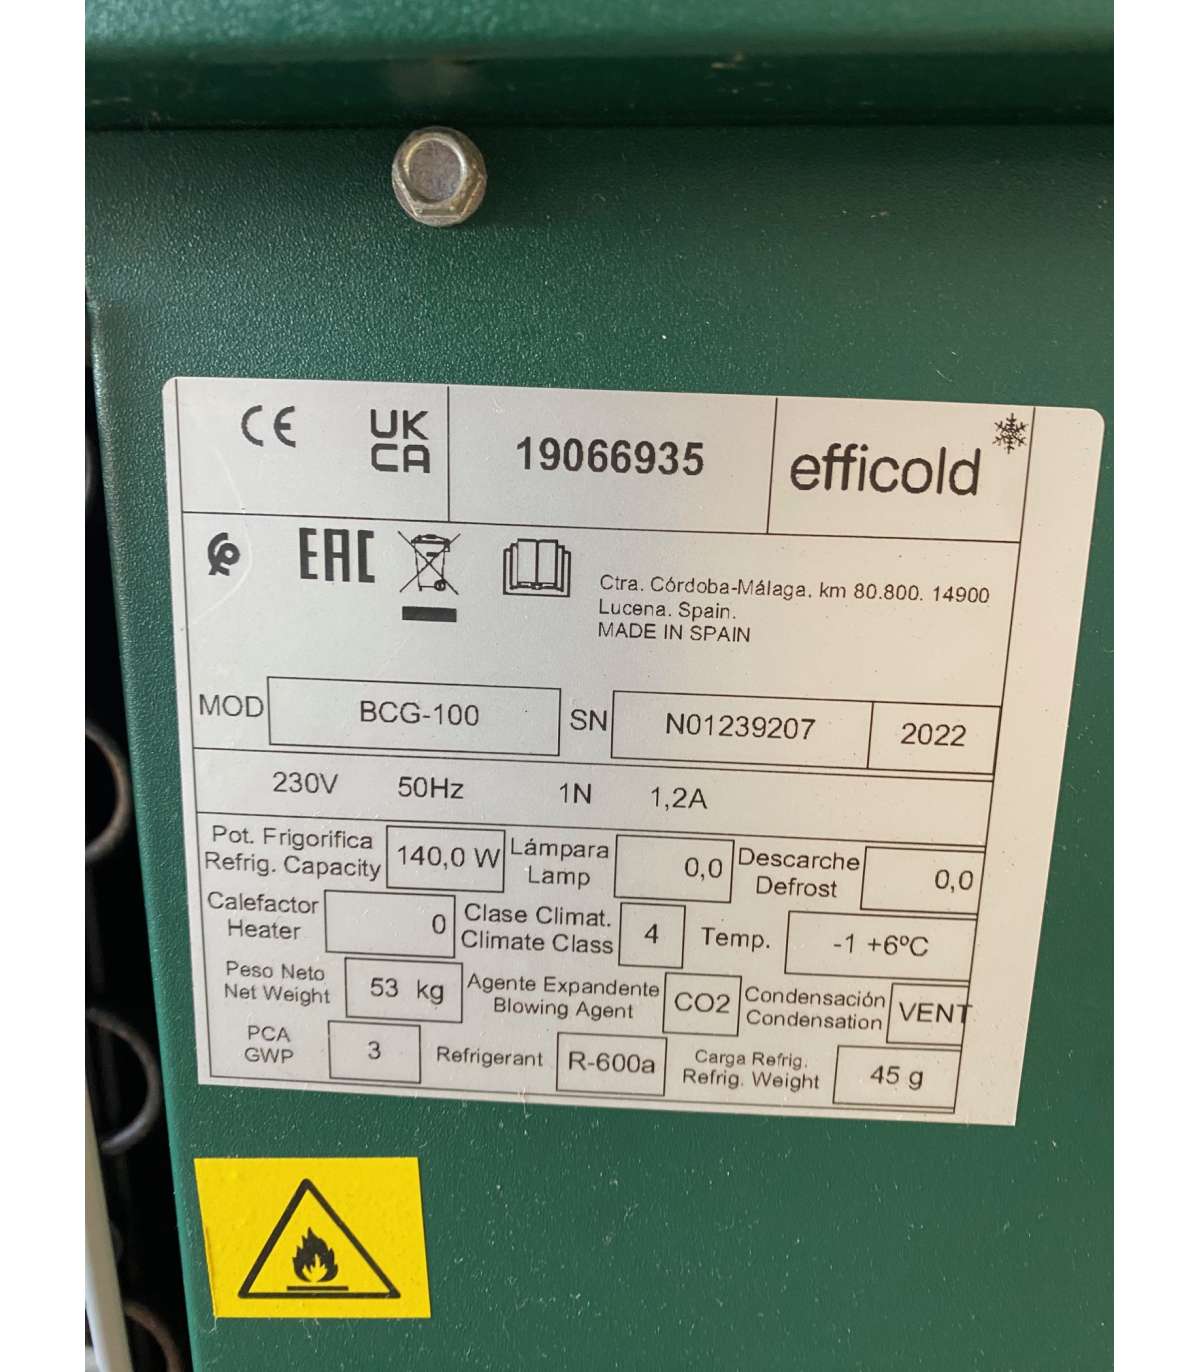 CE
UK
CA
19066935
efficold
EAC
Ctra. Córdoba-Málaga. km 80.800. 14900
Lucena. Spain.
MADE IN SPAIN
MOD BCG-100 SN N01239207 2022
230V 50Hz 1N 1,2A
Pot. Frigorifica
Refrig. Capacity
140,0 W
Lámpara
Lamp
0,0
Descarche
Defrost
0,0
Calefactor
Heater
0
Clase Climat.
Climate Class
4
Temp.
-1 +6ºC
Peso Neto
Net Weight
53 kg
Agente Expandente
Blowing Agent
CO2
Condensación
Condensation
VENT
PCA
GWP
3
Refrigerant
R-600a
Carga Refrig.
Refrig. Weight
45 g